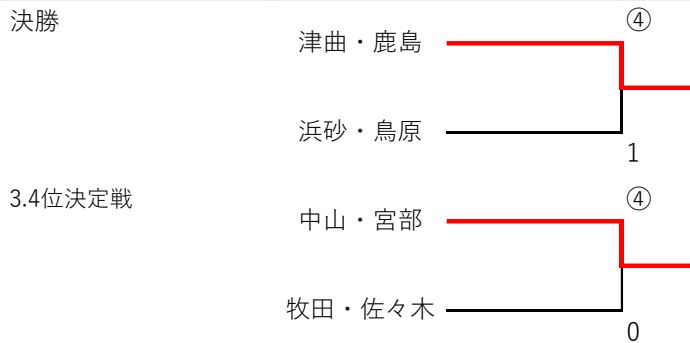 決勝
④
津曲・鹿島
浜砂・鳥原
1
3.4位決定戦
④
中山・宮部
牧田・佐々木
0